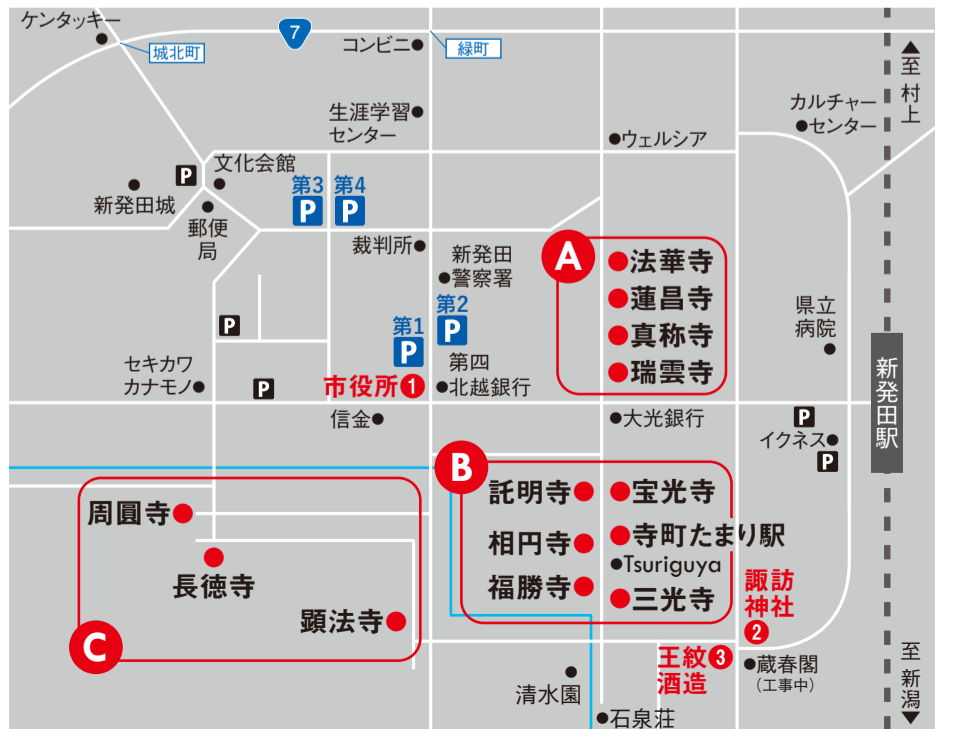 ケンタッキー
城北町
7
コンビニ
緑町
至 村上
生涯学習
センター
カルチャー
センター
ウェルシア
P
文化会館
新発田城
郵便
局
第3
P
第4
P
裁判所
新発田
警察署
A
法華寺
蓮昌寺
真称寺
瑞雲寺
県立
病院
P
第1
P
第2
P
セキカワ
カナモノ
P
市役所1
第四
北越銀行
新発田駅
信金
大光銀行
P
イクネス
P
B
託明寺
宝光寺
相円寺
寺町たまり駅
Tsuriguya
福勝寺
三光寺
周圓寺
長徳寺
顕法寺
C
諏訪
神社
2
王紋3
酒造
蔵春閣
(工事中)
清水園
石泉荘
至 新潟